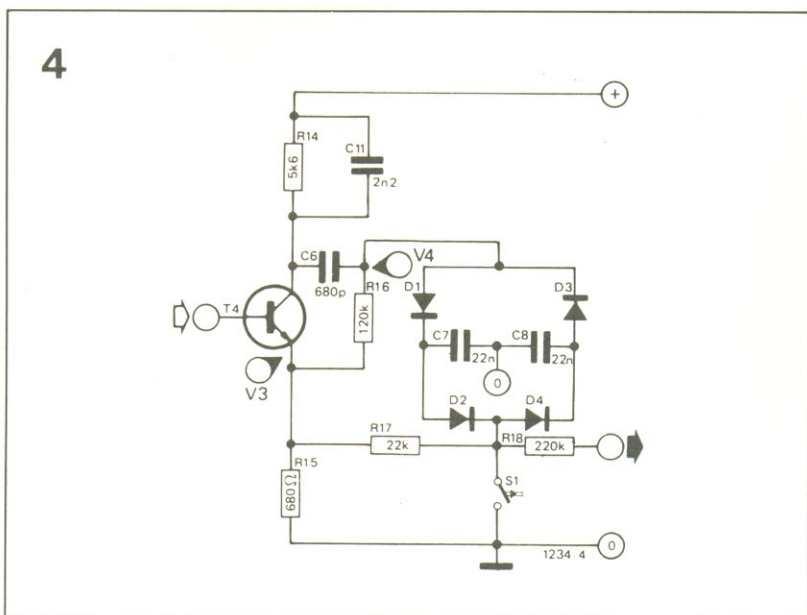 4
+
R14
5k6
C11
2n2
C6
680p
V4
R16
120k
D1
D3
T4
C7
22n
C8
22n
0
V3
D2
D4
R17
22k
R18
220k
R15
680Ω
S1
1234 4
0